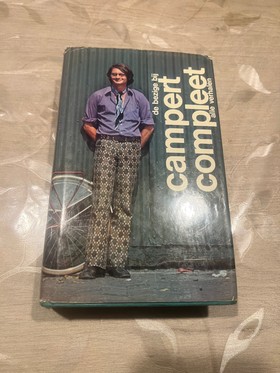 de bezige bij
campert
compleet
alle verhalen